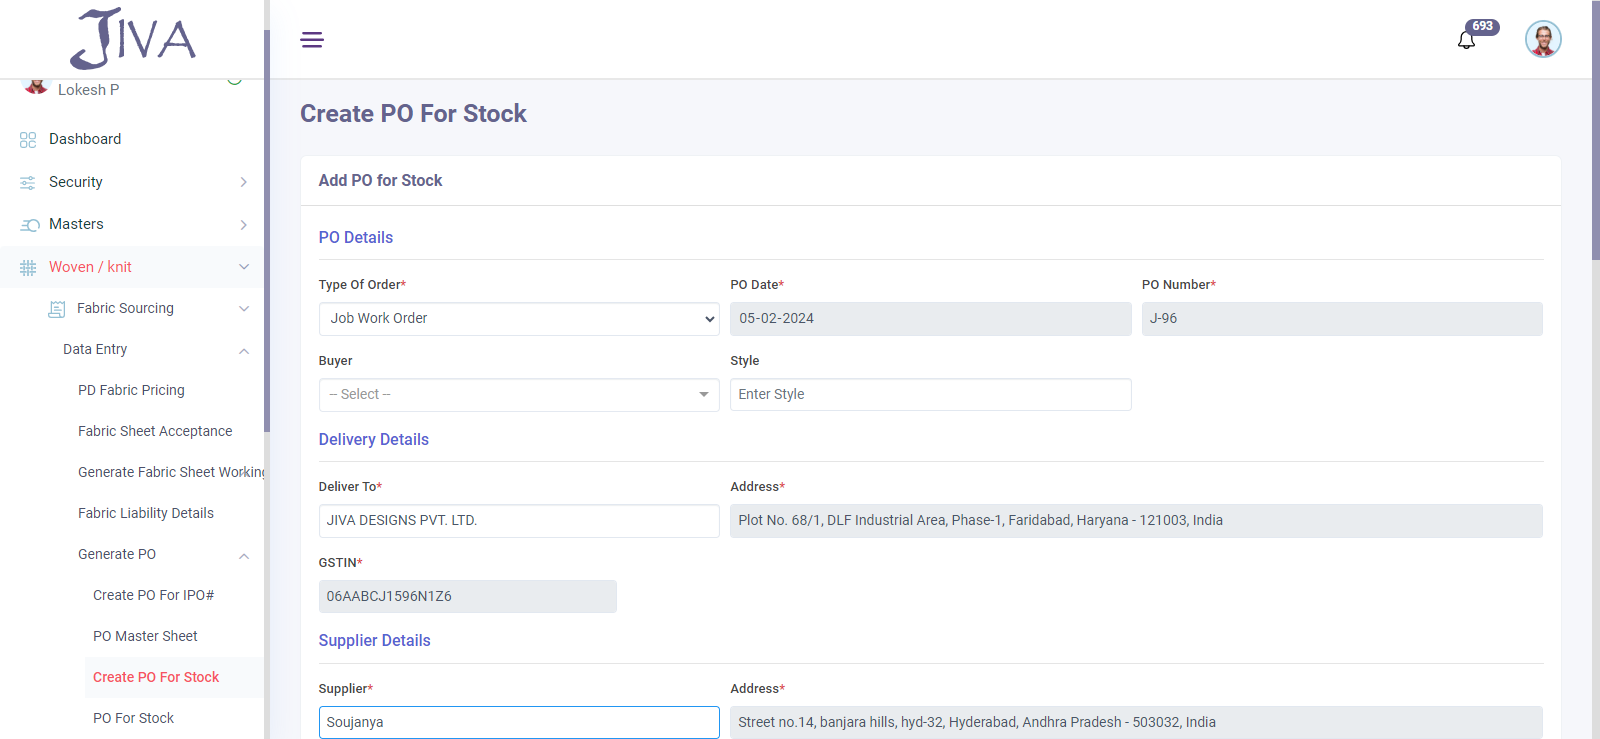 JIVA
693
Lokesh P
Dashboard
Security
Masters
Woven / knit
Fabric Sourcing
Data Entry
PD Fabric Pricing
Fabric Sheet Acceptance
Generate Fabric Sheet Working
Fabric Liability Details
Generate PO
Create PO For IPO#
PO Master Sheet
Create PO For Stock
PO For Stock
Create PO For Stock
Add PO for Stock
PO Details
Type Of Order* PO Date* PO Number*
Job Work Order 05-02-2024 J-96
Buyer Style
-- Select -- Enter Style
Delivery Details
Deliver To* Address*
JIVA DESIGNS PVT. LTD. Plot No. 68/1, DLF Industrial Area, Phase-1, Faridabad, Haryana - 121003, India
GSTIN*
06AABCJ1596N1Z6
Supplier Details
Supplier* Address*
Soujanya Street no.14, banjara hills, hyd-32, Hyderabad, Andhra Pradesh - 503032, India